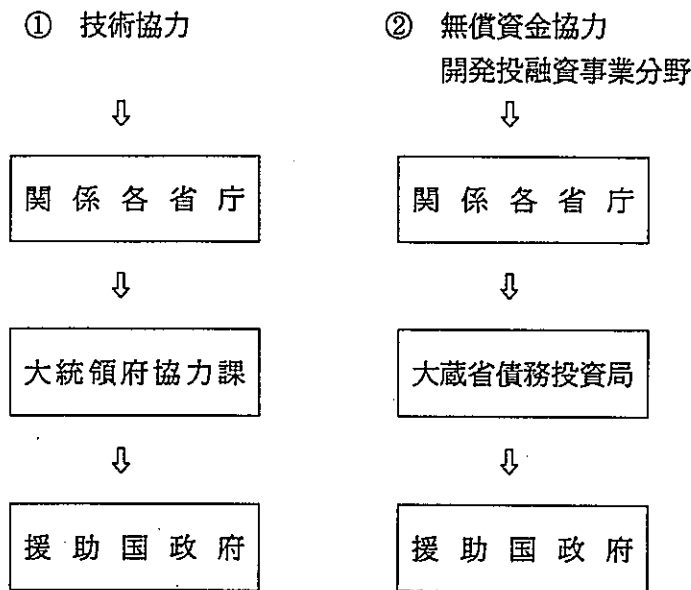 ① 技術協力
⇩
関係各省庁
⇩
大統領府協力課
⇩
援助国政府
② 無償資金協力
開発投融資事業分野
⇩
関係各省庁
⇩
大蔵省債務投資局
⇩
援助国政府